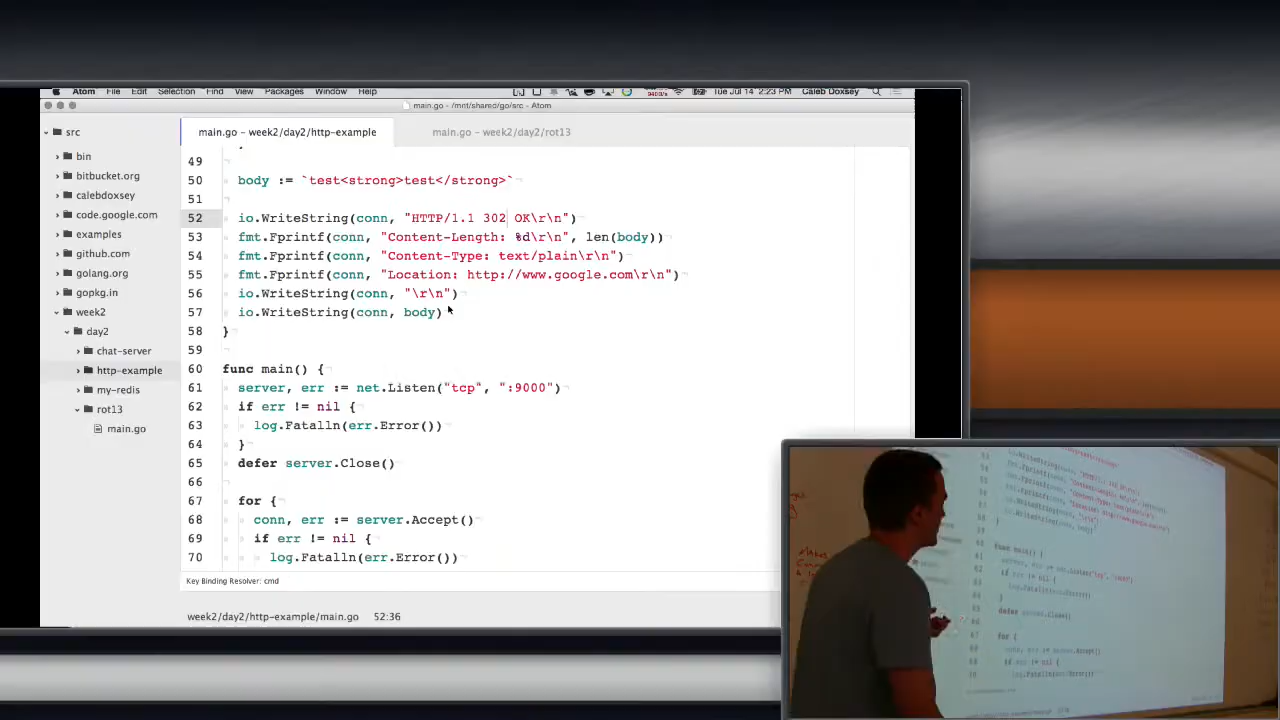 Atom File Edit Selection Find View Packages Window Help Tue Jul 14 2:23 PM Caleb Doxsey
main.go - /mnt/shared/go/src - Atom
src
bin
bitbucket.org
calebdoxsey
code.google.com
examples
github.com
golang.org
gopkg.in
week2
day2
chat-server
http-example
my-redis
rot13
main.go
main.go - week2/day2/http-example
main.go - week2/day2/rot13
49
50 body := `test<strong>test</strong>`
51
52 io.WriteString(conn, "HTTP/1.1 302 OK\r\n")
53 fmt.Fprintf(conn, "Content-Length: %d\r\n", len(body))
54 fmt.Fprintf(conn, "Content-Type: text/plain\r\n")
55 fmt.Fprintf(conn, "Location: http://www.google.com\r\n")
56 io.WriteString(conn, "\r\n")
57 io.WriteString(conn, body)
58 }
59
60 func main() {
61 server, err := net.Listen("tcp", ":9000")
62 if err != nil {
63 log.Fatalln(err.Error())
64 }
65 defer server.Close()
66
67 for {
68 conn, err := server.Accept()
69 if err != nil {
70 log.Fatalln(err.Error())
Key Binding Resolver: cmd
week2/day2/http-example/main.go 52:36
func main() {
defer server.Close()
for {